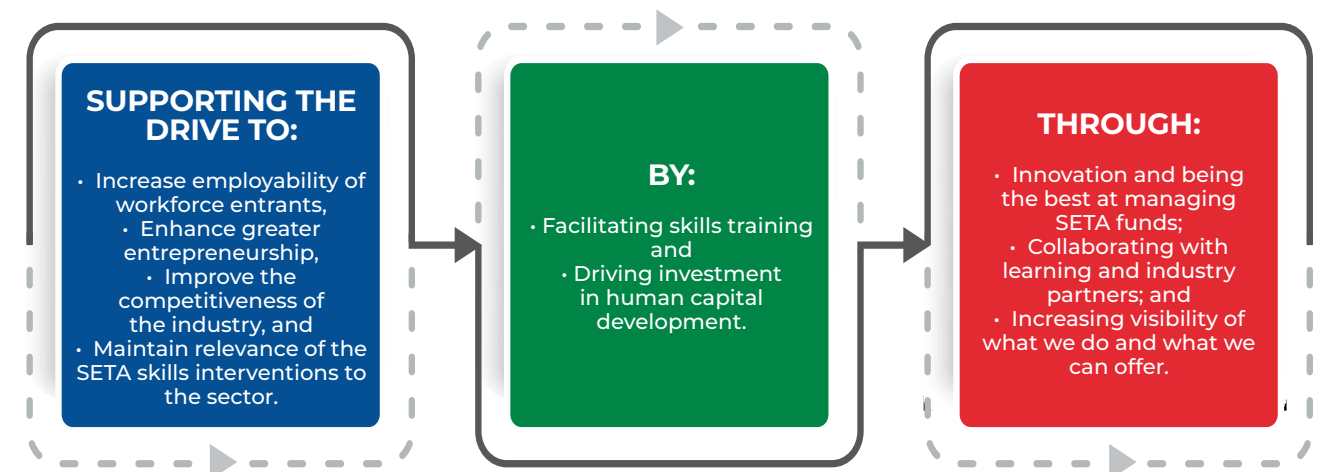 SUPPORTING THE
DRIVE TO:
• Increase employability of
workforce entrants,
• Enhance greater
entrepreneurship,
• Improve the
competitiveness of
the industry, and
• Maintain relevance of the
SETA skills interventions to
the sector.
BY:
• Facilitating skills training
and
• Driving investment
in human capital
development.
THROUGH:
• Innovation and being
the best at managing
SETA funds;
• Collaborating with
learning and industry
partners; and
• Increasing visibility of
what we do and what we
can offer.